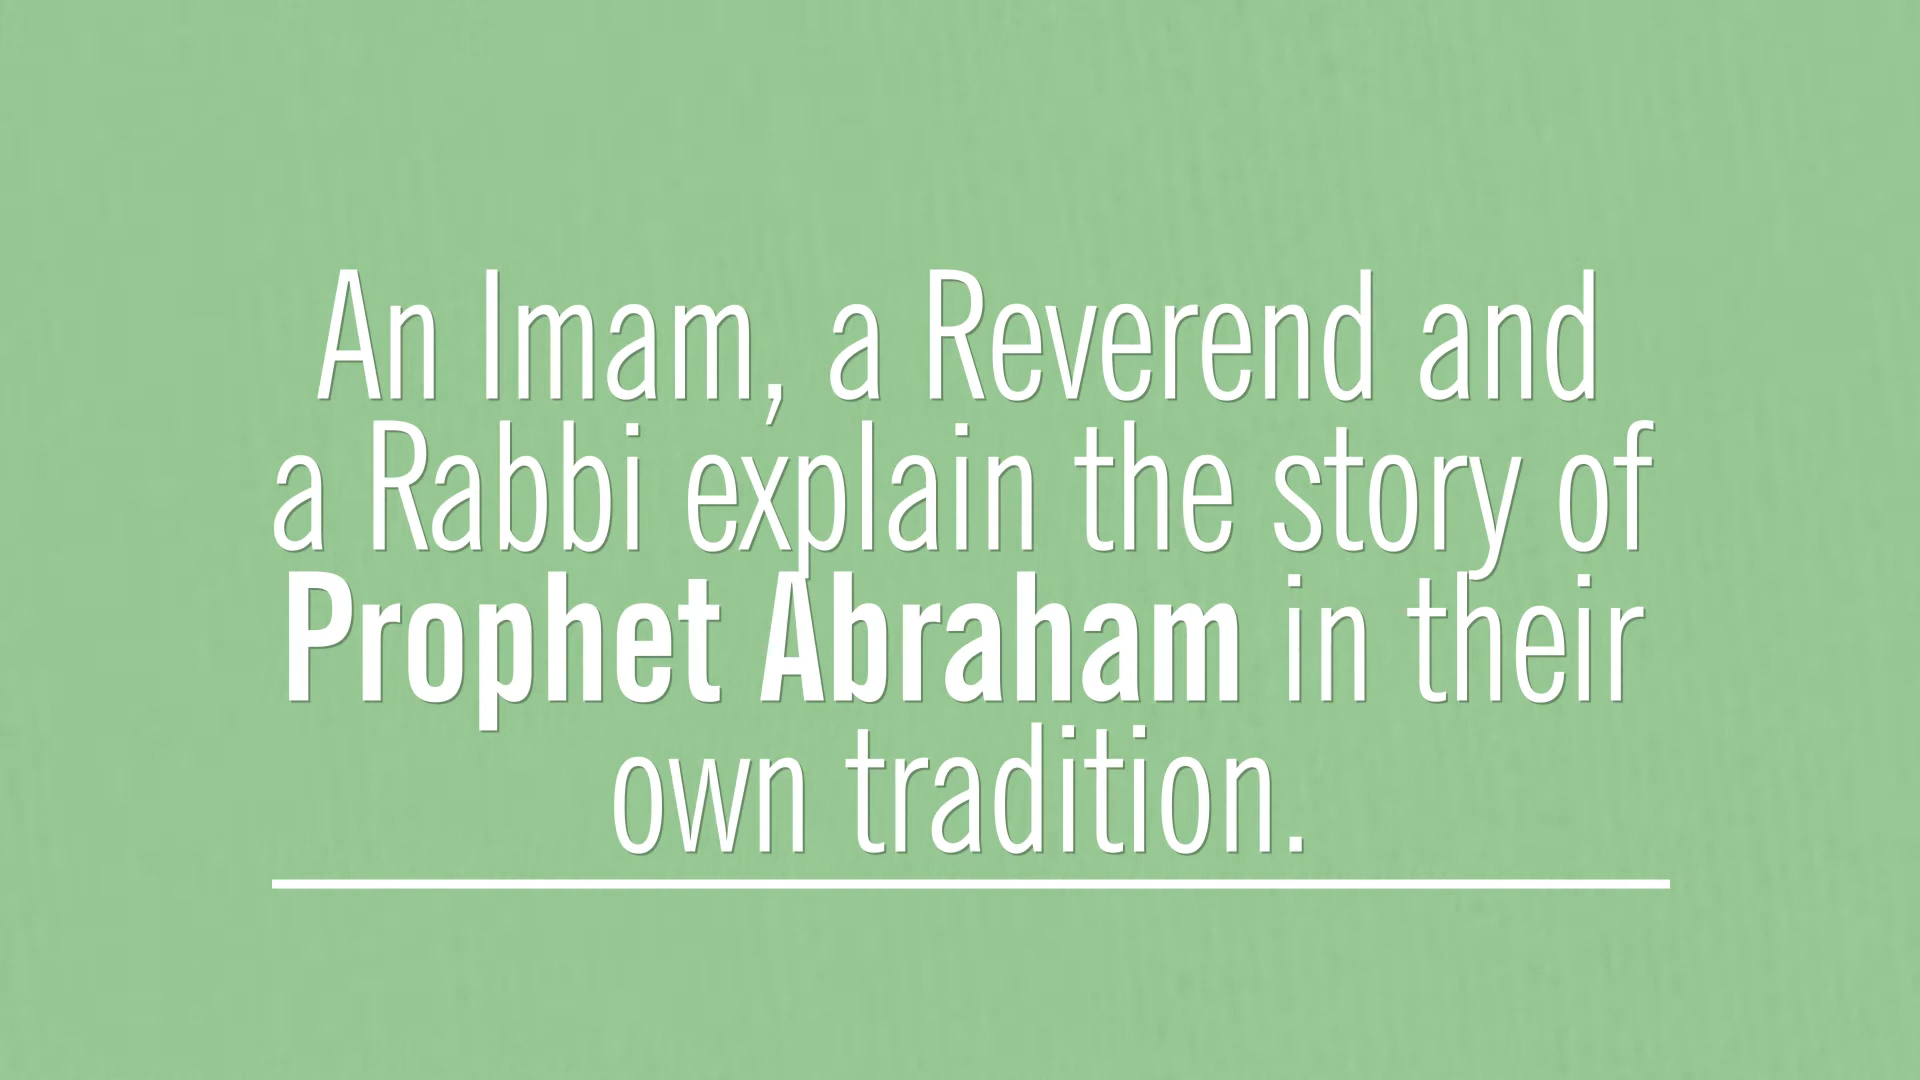 An Imam, a Reverend and
a Rabbi explain the story of
Prophet Abraham in their
own tradition.